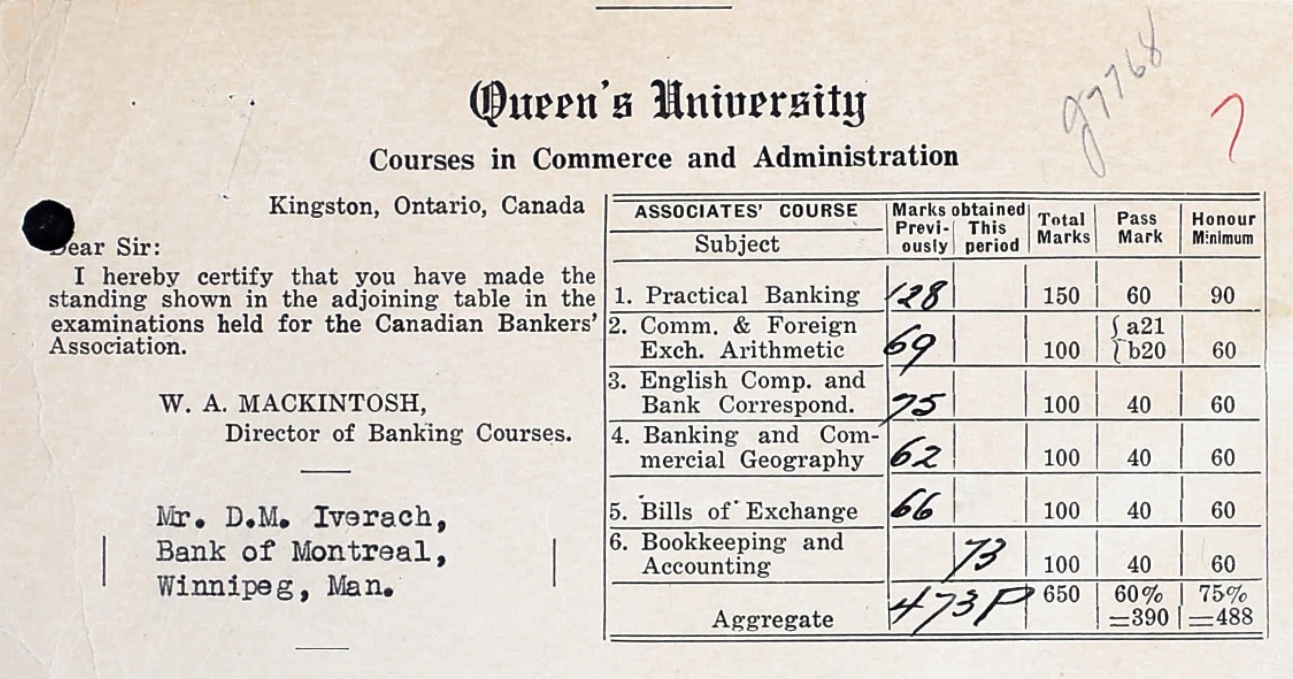 g7768
7
Queen's University
Courses in Commerce and Administration
Kingston, Ontario, Canada
Dear Sir:
I hereby certify that you have made the
standing shown in the adjoining table in the
examinations held for the Canadian Bankers'
Association.
W. A. MACKINTOSH,
Director of Banking Courses.
Mr. D.M. Iverach,
Bank of Montreal,
Winnipeg, Man.
ASSOCIATES' COURSE Marks obtained Total Pass Honour
Subject Previ- This Marks Mark Minimum
ously period
1. Practical Banking 128 150 60 90
2. Comm. & Foreign { a21
Exch. Arithmetic 69 100 { b20 60
3. English Comp. and
Bank Correspond. 75 100 40 60
4. Banking and Com-
mercial Geography 62 100 40 60
5. Bills of Exchange 66 100 40 60
6. Bookkeeping and
Accounting 73 100 40 60
Aggregate 473 P 650 60% 75%
=390 =488